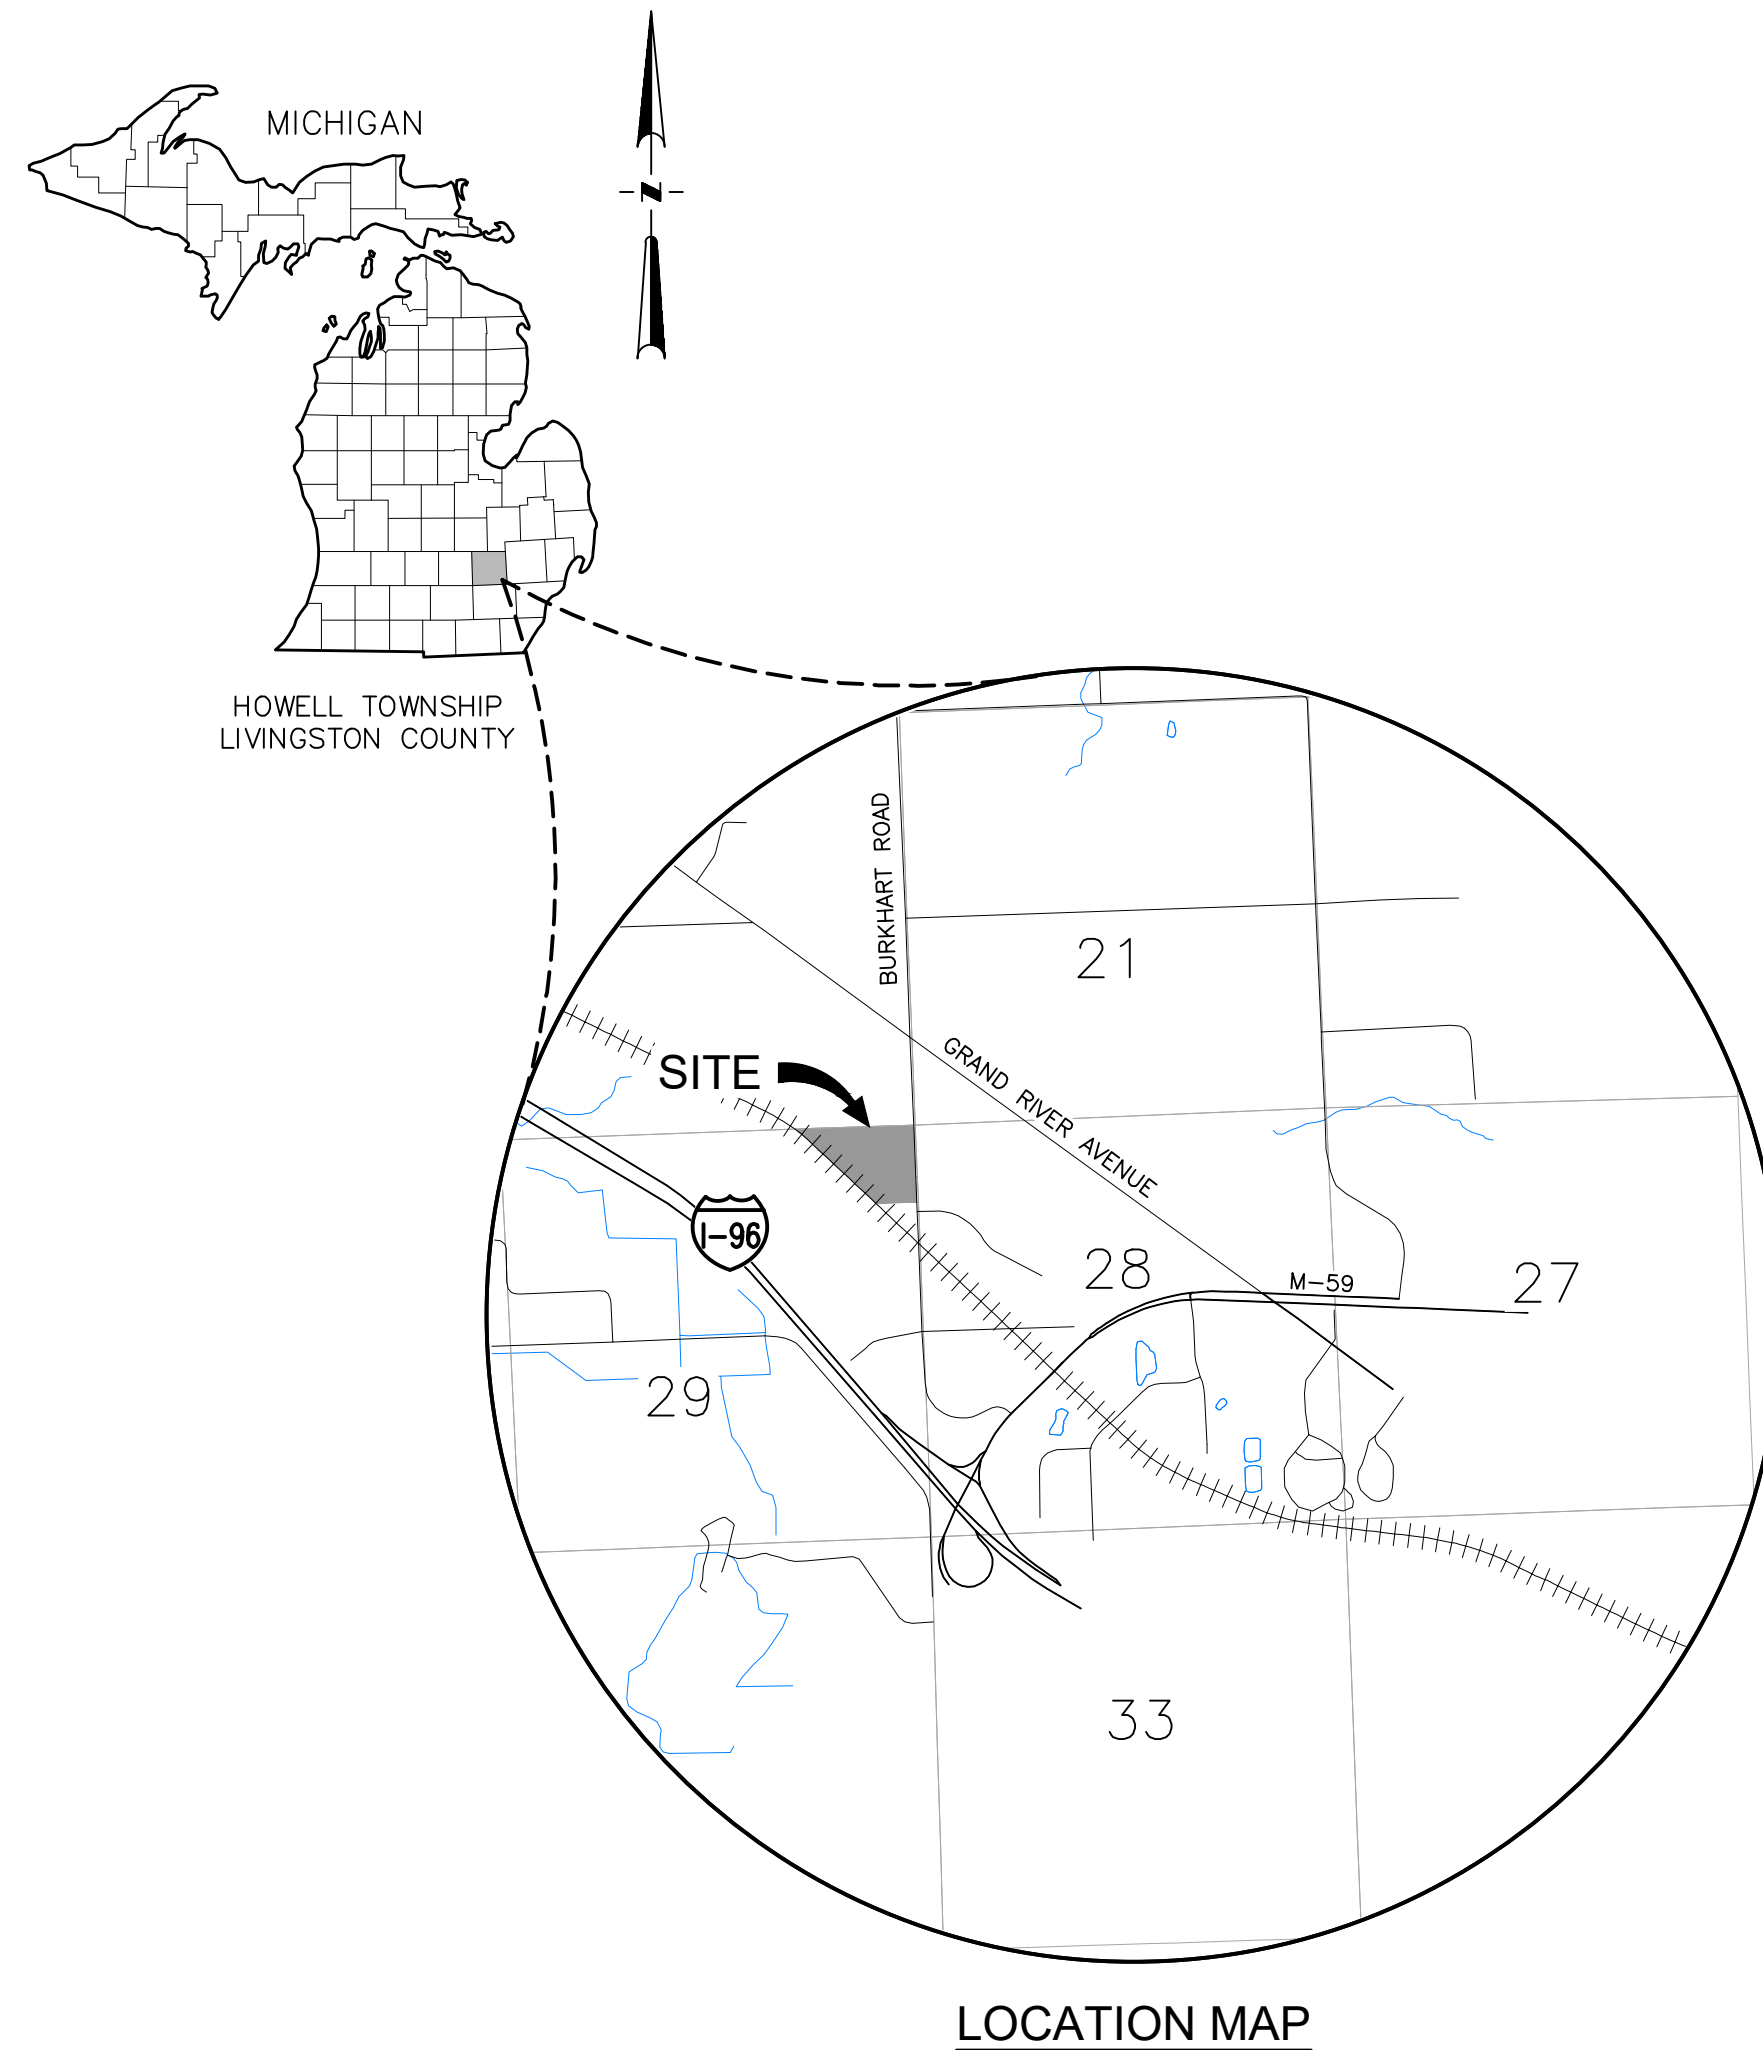 MICHIGAN
N
HOWELL TOWNSHIP
LIVINGSTON COUNTY
BURKHART ROAD
21
GRAND RIVER AVENUE
SITE
I-96
28
M-59
27
29
33
LOCATION MAP